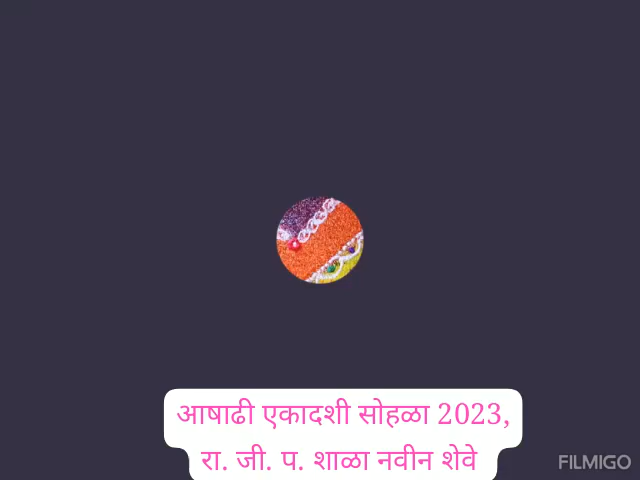 आषाढी एकादशी सोहळा 2023,
रा. जी. प. शाळा नवीन शेवे
FILMIGO